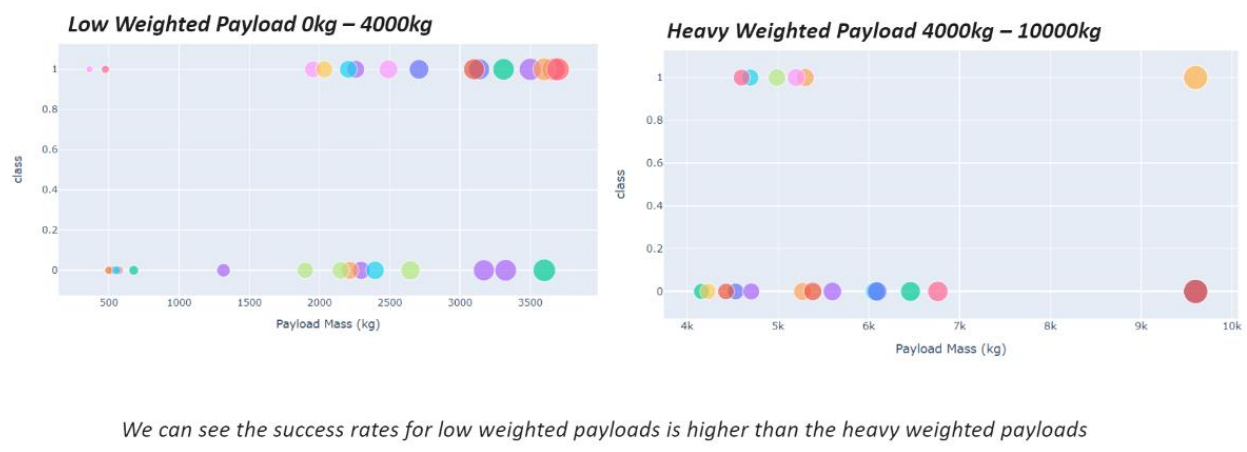 Low Weighted Payload 0kg – 4000kg
Heavy Weighted Payload 4000kg – 10000kg
1
0.8
0.6
0.4
0.2
0
class
500
1000
1500
2000
2500
3000
3500
Payload Mass (kg)
1
0.8
0.6
0.4
0.2
0
class
4k
5k
6k
7k
8k
9k
10k
Payload Mass (kg)
We can see the success rates for low weighted payloads is higher than the heavy weighted payloads